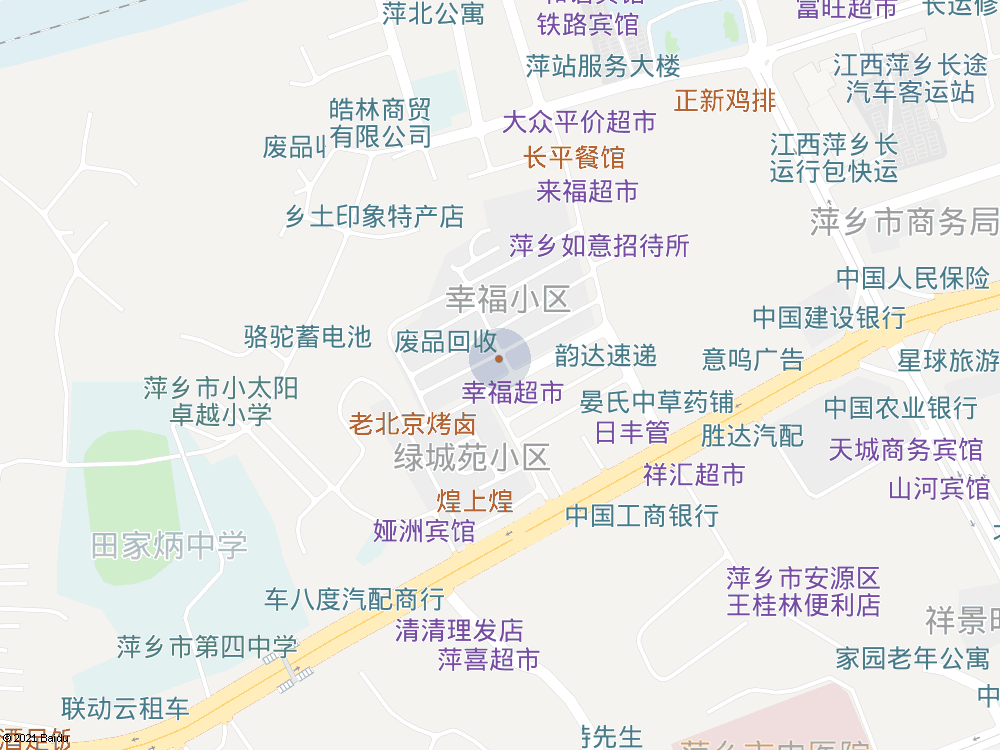 萍北公寓
铁路宾馆
富旺超市
长运修
萍站服务大楼
江西萍乡长途
汽车客运站
正新鸡排
皓林商贸
有限公司
大众平价超市
废品
长平餐馆
江西萍乡长
运行包快运
来福超市
乡土印象特产店
萍乡市商务局
萍乡如意招待所
中国人民保险
幸福小区
中国建设银行
骆驼蓄电池
废品回收
韵达速递
意鸣广告
星球旅游
萍乡市小太阳
卓越小学
幸福超市
晏氏中草药铺
中国农业银行
老北京烤卤
日丰管
胜达汽配
天城商务宾馆
绿城苑小区
祥汇超市
山河宾馆
煌上煌
中国工商银行
娅洲宾馆
田家炳中学
萍乡市安源区
王桂林便利店
车八度汽配商行
祥景
清清理发店
萍乡市第四中学
萍喜超市
家园老年公寓
联动云租车
中
特先生
酒足饭
萍乡市中医院
© 2021 Baidu